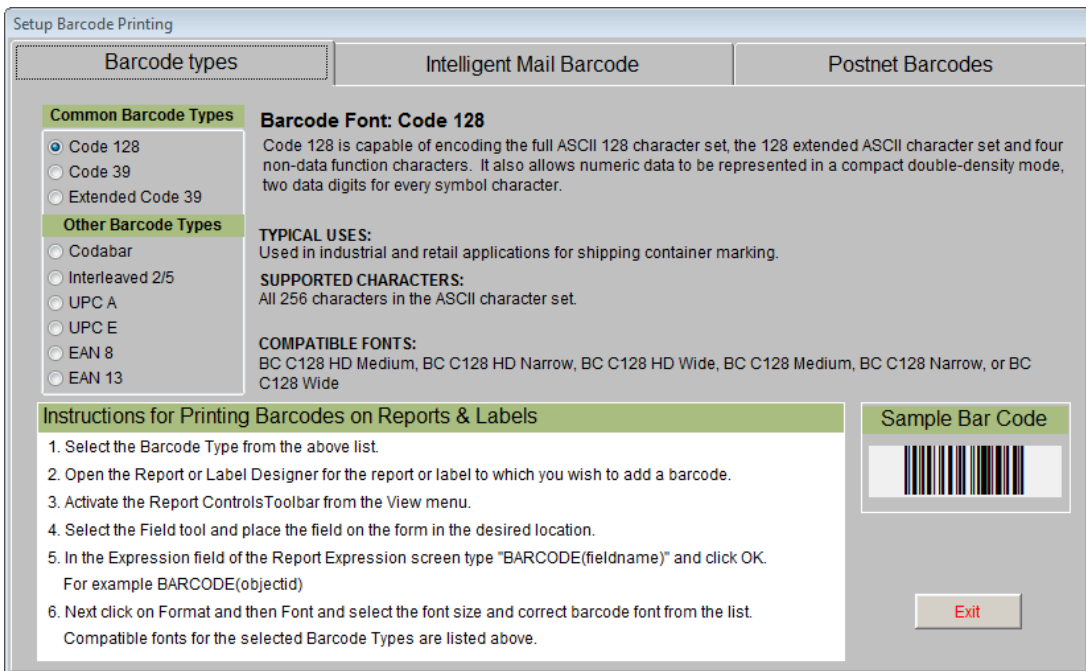 Setup Barcode Printing
Barcode types
Intelligent Mail Barcode
Postnet Barcodes
Common Barcode Types
Code 128
Code 39
Extended Code 39
Other Barcode Types
Codabar
Interleaved 2/5
UPC A
UPC E
EAN 8
EAN 13
Barcode Font: Code 128
Code 128 is capable of encoding the full ASCII 128 character set, the 128 extended ASCII character set and four
non-data function characters. It also allows numeric data to be represented in a compact double-density mode,
two data digits for every symbol character.
TYPICAL USES:
Used in industrial and retail applications for shipping container marking.
SUPPORTED CHARACTERS:
All 256 characters in the ASCII character set.
COMPATIBLE FONTS:
BC C128 HD Medium, BC C128 HD Narrow, BC C128 HD Wide, BC C128 Medium, BC C128 Narrow, or BC
C128 Wide
Instructions for Printing Barcodes on Reports & Labels
1. Select the Barcode Type from the above list.
2. Open the Report or Label Designer for the report or label to which you wish to add a barcode.
3. Activate the Report ControlsToolbar from the View menu.
4. Select the Field tool and place the field on the form in the desired location.
5. In the Expression field of the Report Expression screen type "BARCODE(fieldname)" and click OK.
For example BARCODE(objectid)
6. Next click on Format and then Font and select the font size and correct barcode font from the list.
Compatible fonts for the selected Barcode Types are listed above.
Sample Bar Code
Exit